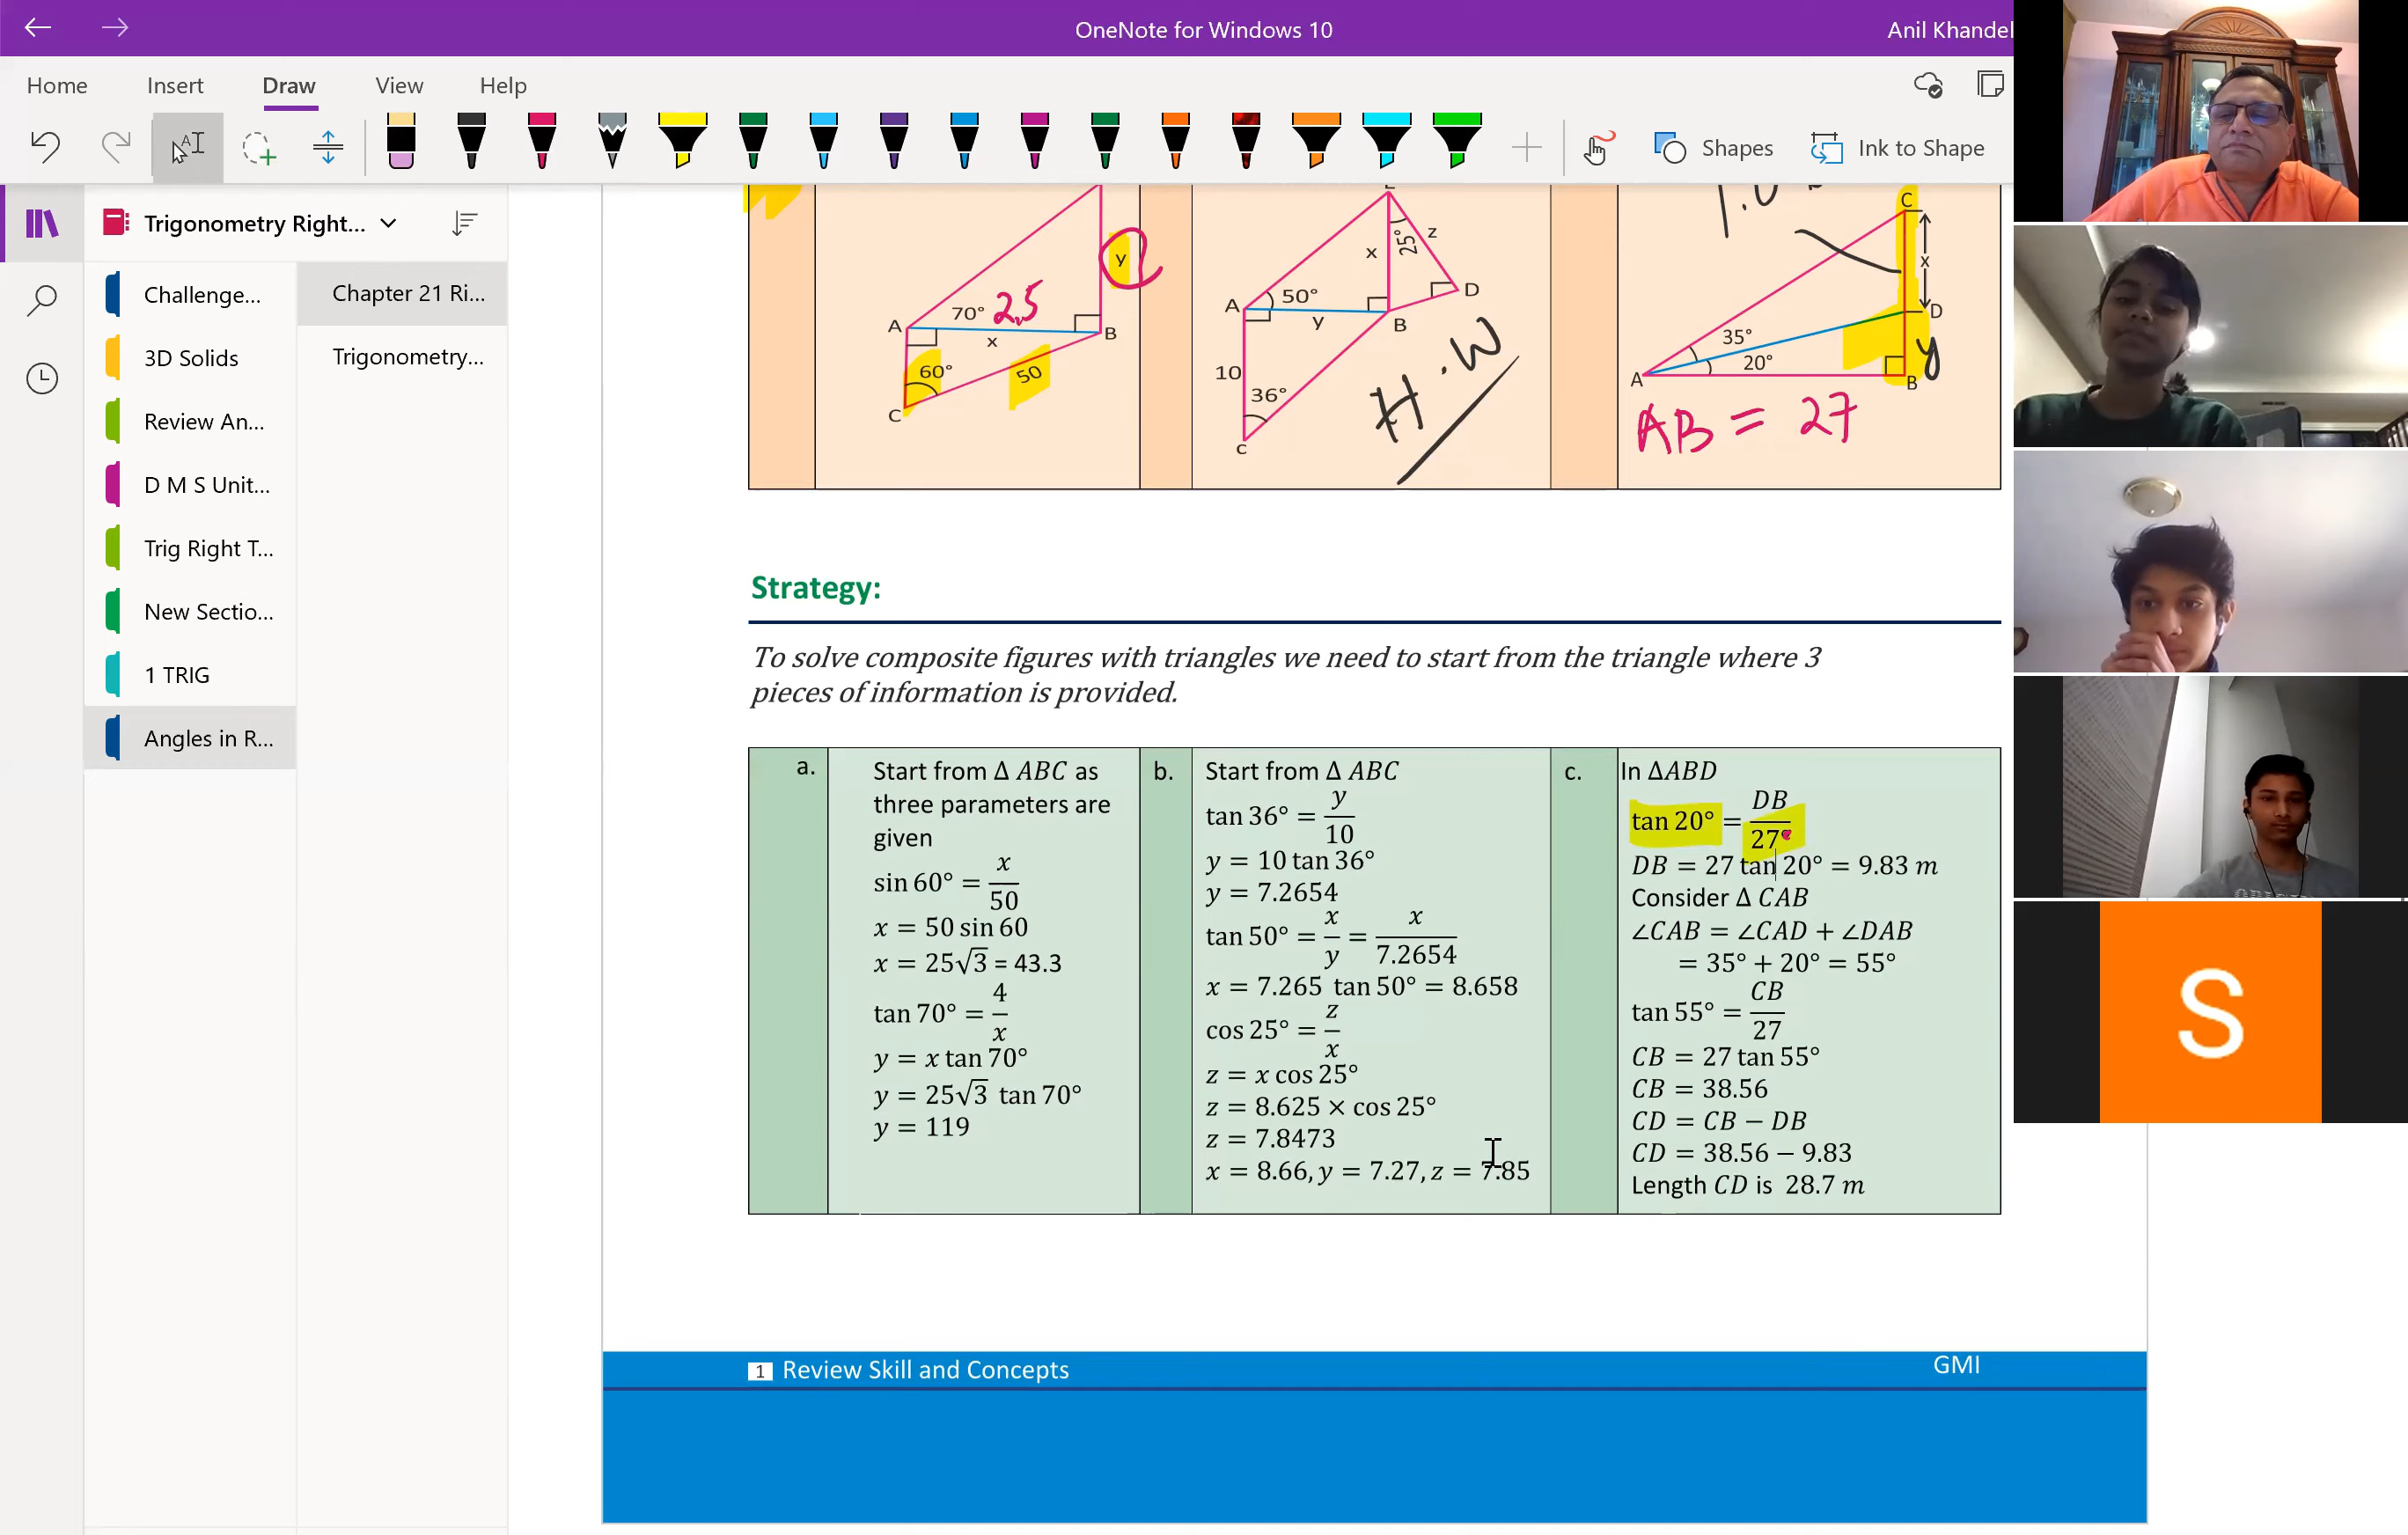 OneNote for Windows 10
Anil Khandel
Home Insert Draw View Help
Shapes
Ink to Shape
Trigonometry Right...
Challenge...
3D Solids
Review An...
D M S Unit...
Trig Right T...
New Sectio...
1 TRIG
Angles in R...
Chapter 21 Ri...
Trigonometry...
y
70°
25
A
B
x
60°
50
C
x
25°
z
D
A
50°
y
B
10
36°
C
H.W
C
x
D
35°
20°
y
A
B
AB = 27
Strategy:
To solve composite figures with triangles we need to start from the triangle where 3
pieces of information is provided.
a.
Start from Δ ABC as
three parameters are
given
sin 60° = x/50
x = 50 sin 60
x = 25√3 = 43.3
tan 70° = 4/x
y = x tan 70°
y = 25√3 tan 70°
y = 119
b.
Start from Δ ABC
tan 36° = y/10
y = 10 tan 36°
y = 7.2654
tan 50° = x/y = x/7.2654
x = 7.265 tan 50° = 8.658
cos 25° = z/x
z = x cos 25°
z = 8.625 × cos 25°
z = 7.8473
x = 8.66, y = 7.27, z = 7.85
c.
In ΔABD
tan 20° = DB/27
DB = 27 tan 20° = 9.83 m
Consider Δ CAB
∠CAB = ∠CAD + ∠DAB
= 35° + 20° = 55°
tan 55° = CB/27
CB = 27 tan 55°
CB = 38.56
CD = CB − DB
CD = 38.56 − 9.83
Length CD is 28.7 m
1 Review Skill and Concepts
GMI
S